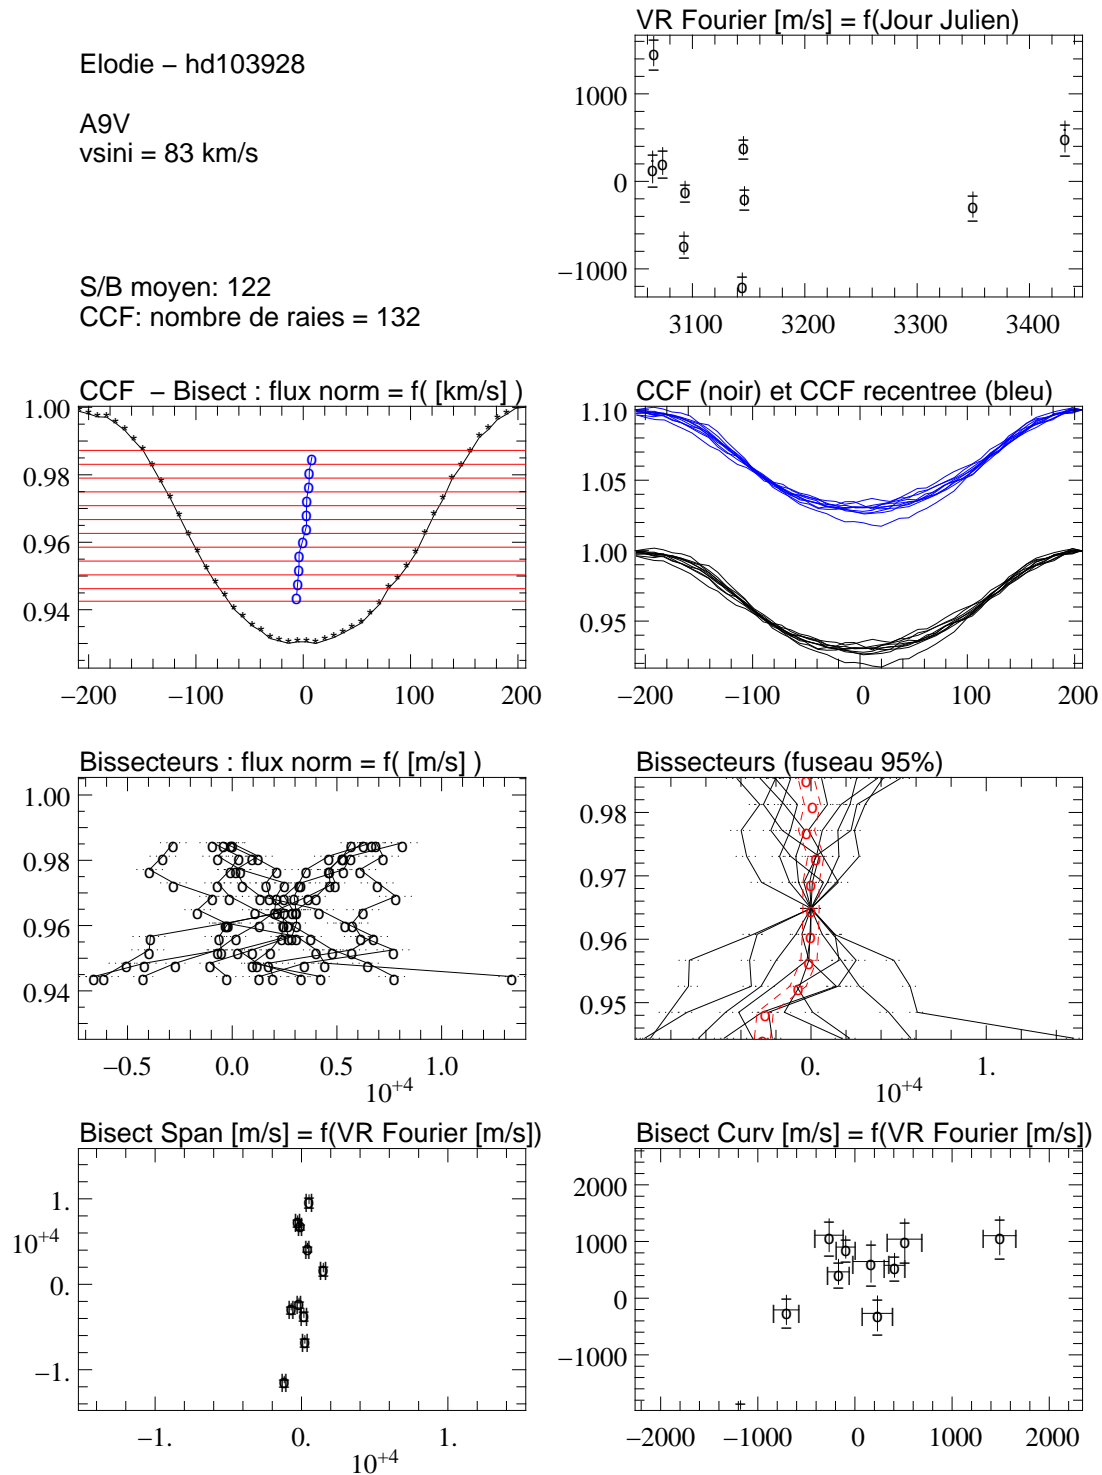 VR Fourier [m/s] = f(Jour Julien)
Elodie – hd103928
A9V
vsini = 83 km/s
S/B moyen: 122
CCF: nombre de raies = 132
1000
0
−1000
3100 3200 3300 3400
CCF – Bisect : flux norm = f( [km/s] )
1.00
0.98
0.96
0.94
−200 −100 0 100 200
CCF (noir) et CCF recentree (bleu)
1.10
1.05
1.00
0.95
−200 −100 0 100 200
Bissecteurs : flux norm = f( [m/s] )
1.00
0.98
0.96
0.94
−0.5 0.0 0.5 1.0
10+4
Bissecteurs (fuseau 95%)
0.98
0.97
0.96
0.95
0. 1.
10+4
Bisect Span [m/s] = f(VR Fourier [m/s])
1.
10+4
0.
−1.
−1. 0. 1.
10+4
Bisect Curv [m/s] = f(VR Fourier [m/s])
2000
1000
0
−1000
−2000 −1000 0 1000 2000